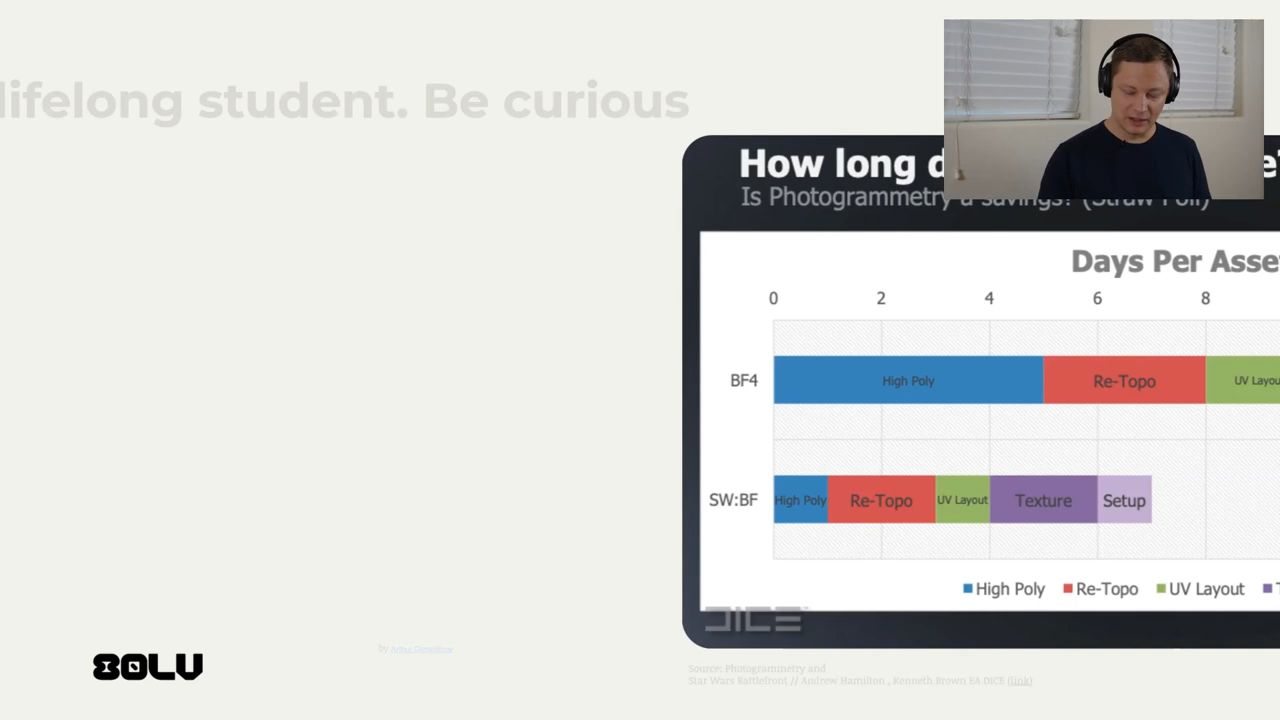 lifelong student. Be curious
How long d
Is Photogrammetry a savings? (Straw Poll)
Days Per Asse
0 2 4 6 8
BF4 High Poly Re-Topo UV Layou
SW:BF High Poly Re-Topo UV Layout Texture Setup
High Poly Re-Topo UV Layout T
DICE
80LV
by
Source: Photogrammetry and
Star Wars Battlefront // Andrew Hamilton , Kenneth Brown EA DICE (link)